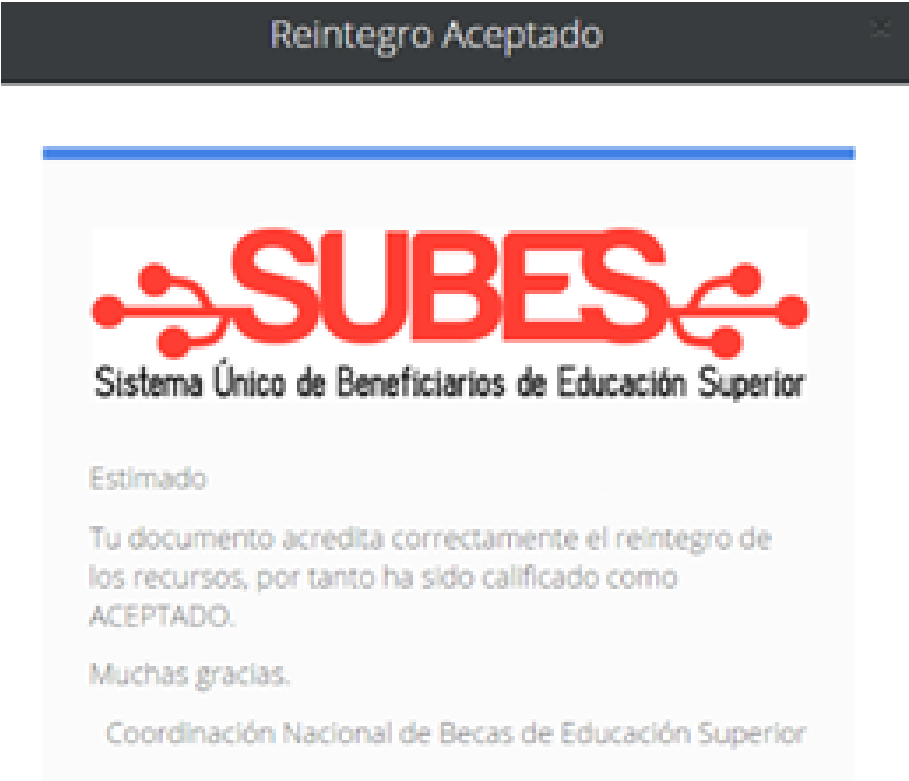 Reintegro Aceptado
SUBES
Sistema Único de Beneficiarios de Educación Superior
Estimado
Tu documento acredita correctamente el reintegro de
los recursos, por tanto ha sido calificado como
ACEPTADO.
Muchas gracias.
Coordinación Nacional de Becas de Educación Superior